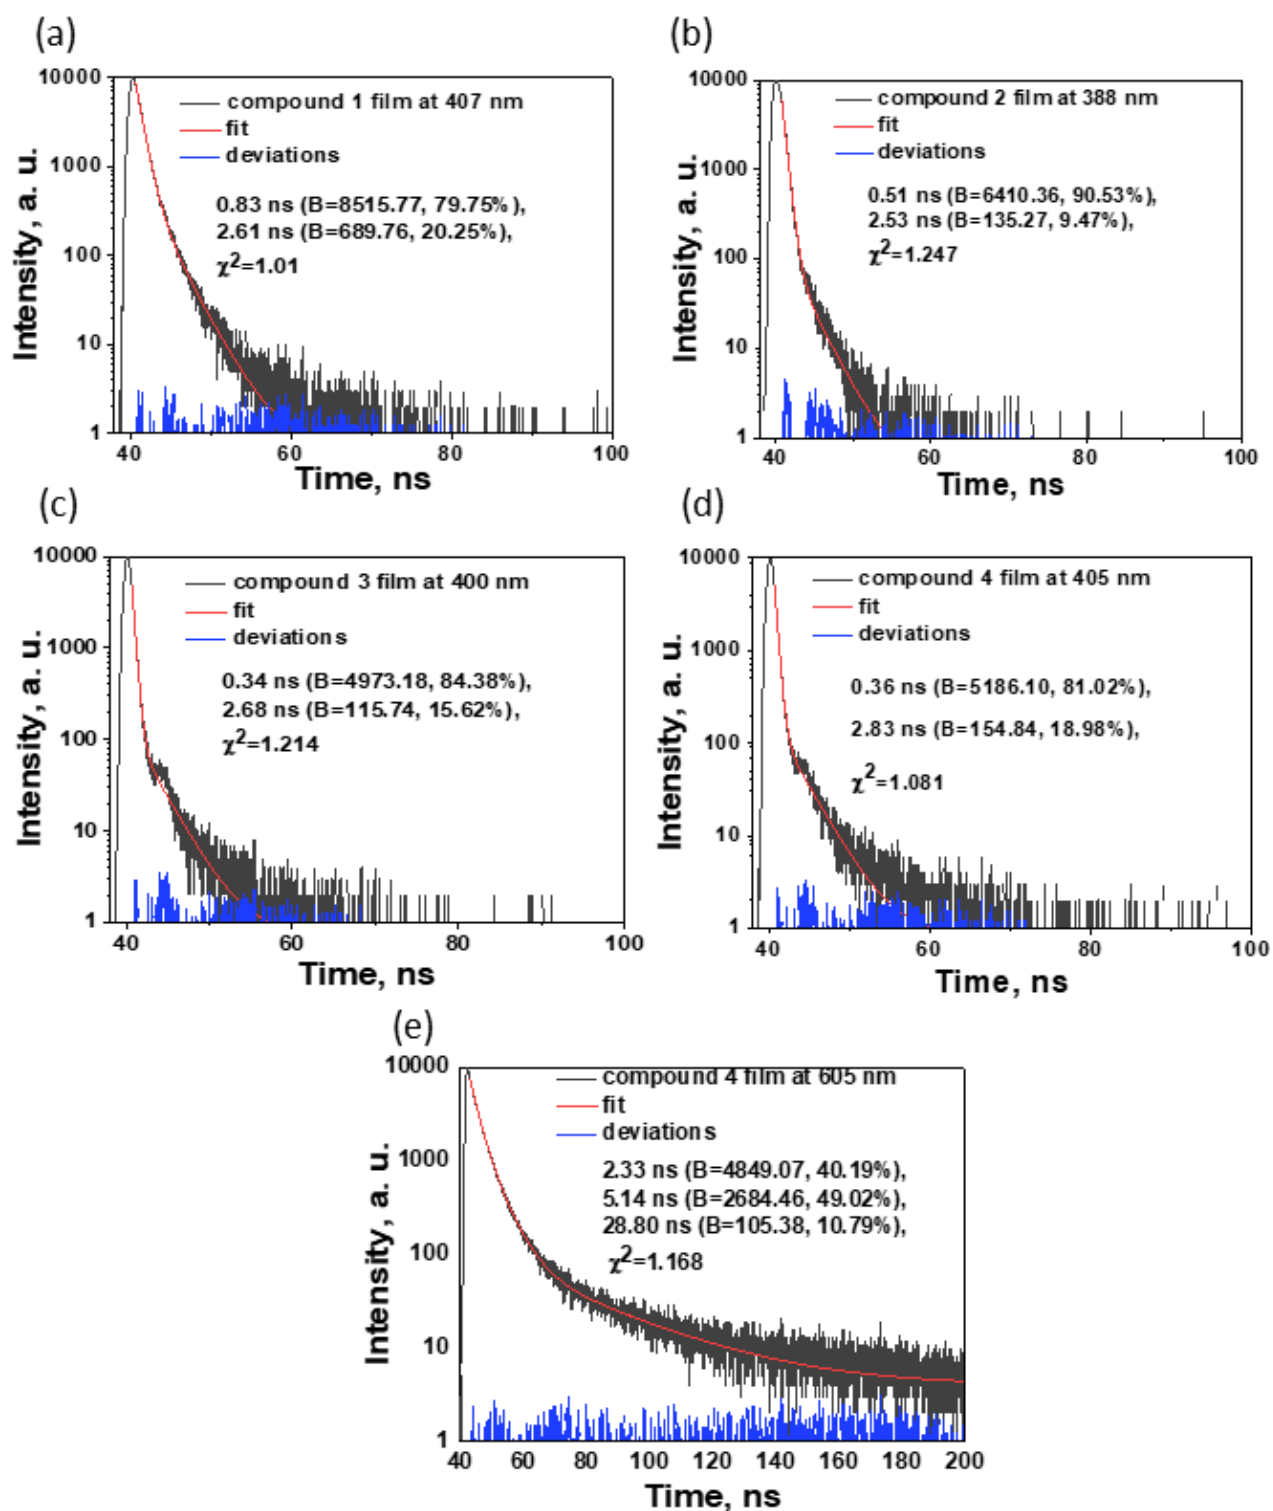 (a)
10000
1000
100
10
1
Intensity, a. u.
compound 1 film at 407 nm
fit
deviations
0.83 ns (B=8515.77, 79.75%),
2.61 ns (B=689.76, 20.25%),
χ²=1.01
40 60 80 100
Time, ns
(b)
10000
1000
100
10
1
Intensity, a. u.
compound 2 film at 388 nm
fit
deviations
0.51 ns (B=6410.36, 90.53%),
2.53 ns (B=135.27, 9.47%),
χ²=1.247
40 60 80 100
Time, ns
(c)
10000
1000
100
10
1
Intensity, a. u.
compound 3 film at 400 nm
fit
deviations
0.34 ns (B=4973.18, 84.38%),
2.68 ns (B=115.74, 15.62%),
χ²=1.214
40 60 80 100
Time, ns
(d)
10000
1000
100
10
1
Intensity, a. u.
compound 4 film at 405 nm
fit
deviations
0.36 ns (B=5186.10, 81.02%),
2.83 ns (B=154.84, 18.98%),
χ²=1.081
40 60 80 100
Time, ns
(e)
10000
1000
100
10
1
Intensity, a. u.
compound 4 film at 605 nm
fit
deviations
2.33 ns (B=4849.07, 40.19%),
5.14 ns (B=2684.46, 49.02%),
28.80 ns (B=105.38, 10.79%),
χ²=1.168
40 60 80 100 120 140 160 180 200
Time, ns